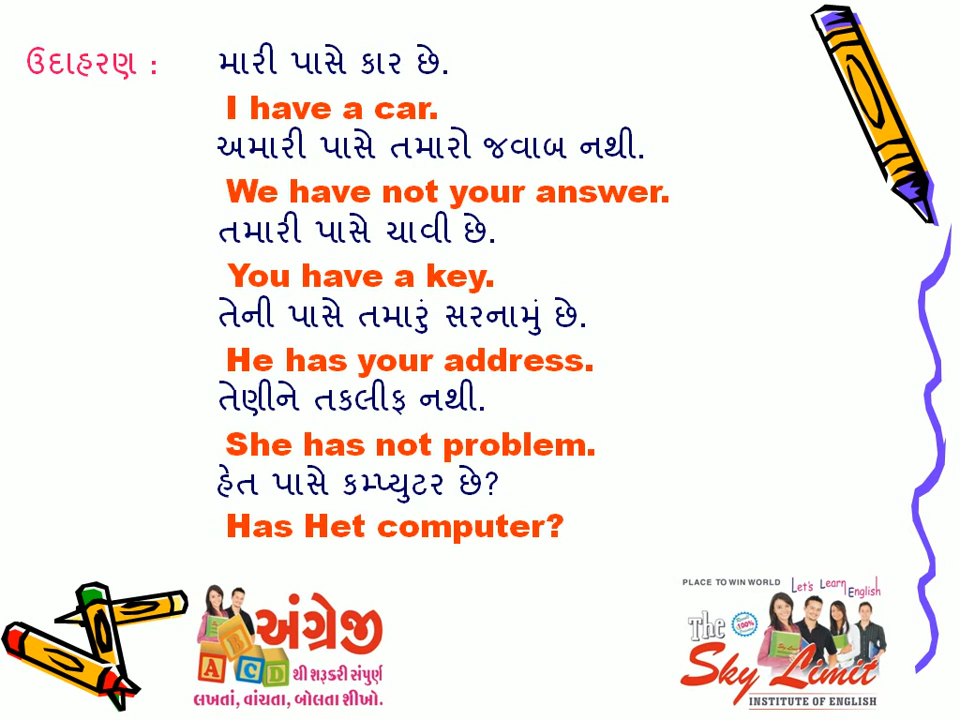 ઉદાહરણ : મારી પાસે કાર છે.
I have a car.
અમારી પાસે તમારો જવાબ નથી.
We have not your answer.
તમારી પાસે ચાવી છે.
You have a key.
તેની પાસે તમારું સરનામું છે.
He has your address.
તેણીને તકલીફ નથી.
She has not problem.
હેત પાસે કમ્પ્યુટર છે?
Has Het computer?
અંગ્રેજી
A B C D થી શરૂકરી સંપુર્ણ
લખતાં, વાંચતા, બોલતા શીખો.
PLACE TO WIN WORLD Let's Learn English
The 100%
Sky Limit
INSTITUTE OF ENGLISH